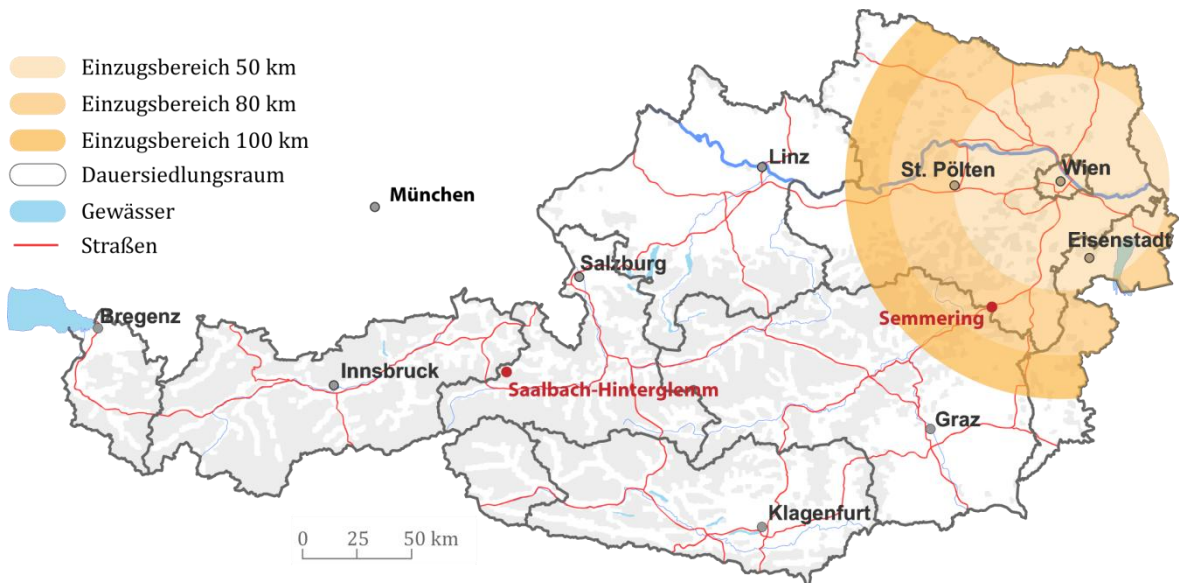 Einzugsbereich 50 km
Einzugsbereich 80 km
Einzugsbereich 100 km
Dauersiedlungsraum
Gewässer
Straßen
München
Linz
St. Pölten
Wien
Eisenstadt
Salzburg
Semmering
Bregenz
Innsbruck
Saalbach-Hinterglemm
Graz
Klagenfurt
0 25 50 km